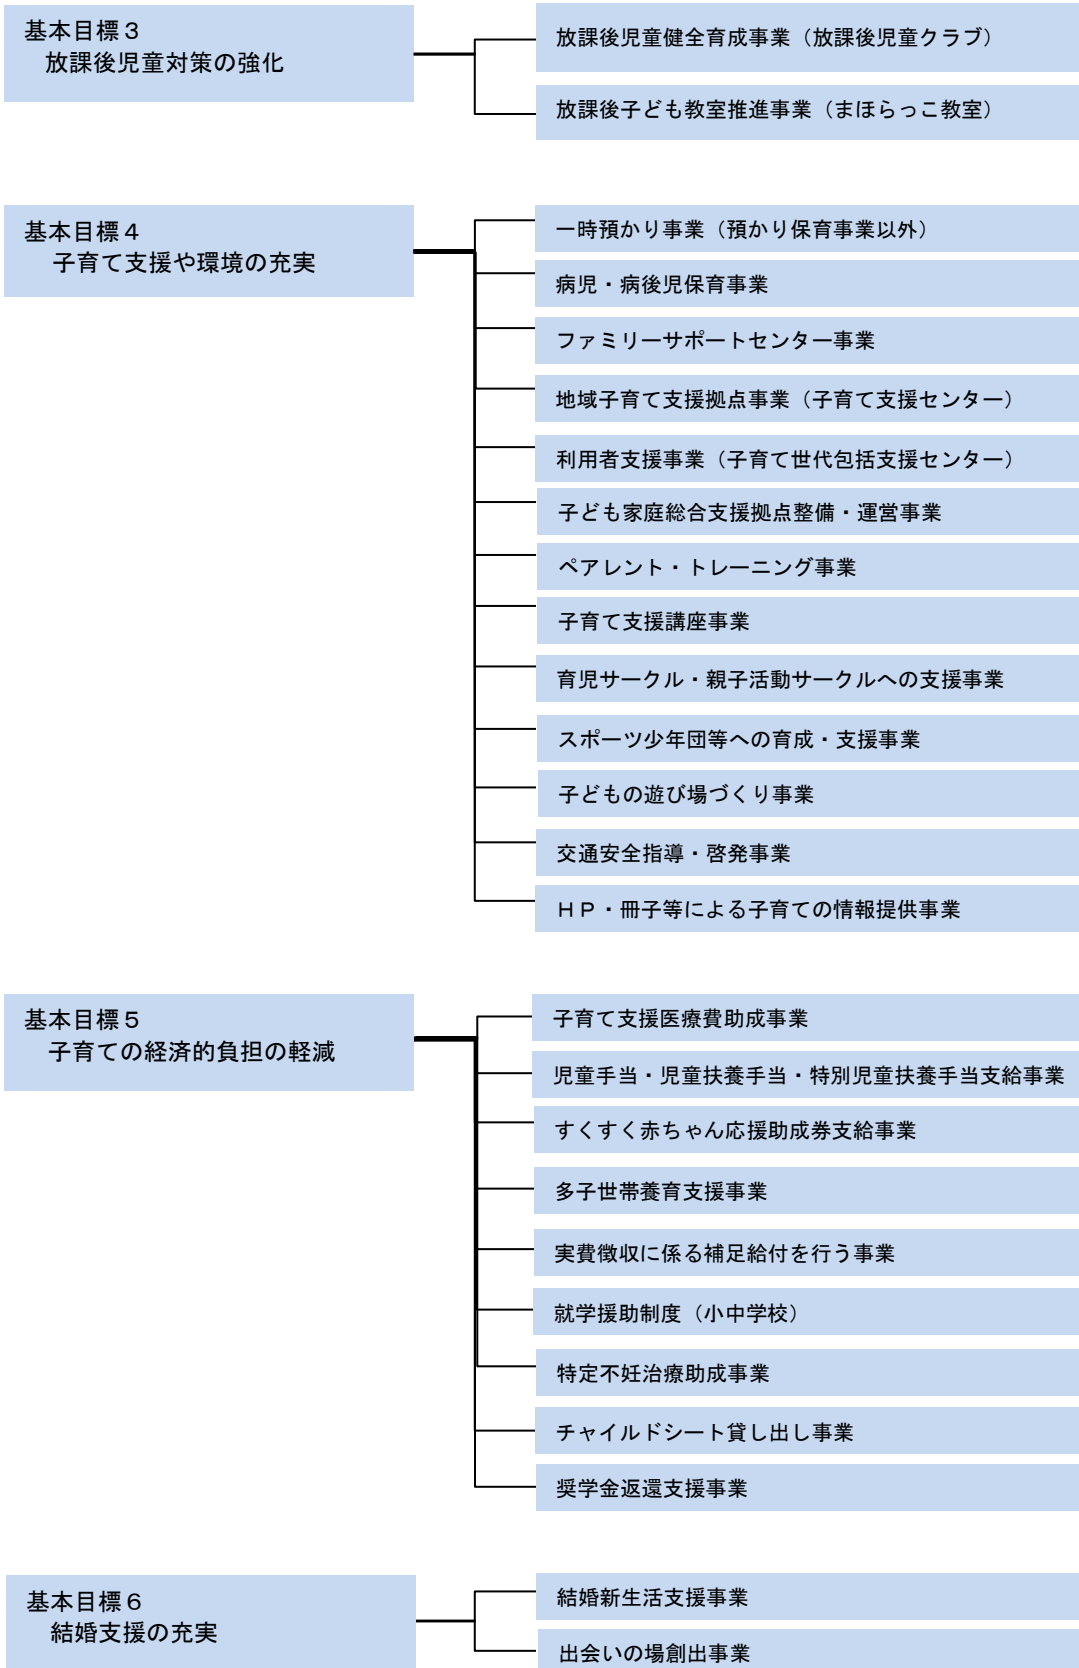 基本目標３
放課後児童対策の強化
放課後児童健全育成事業（放課後児童クラブ）
放課後子ども教室推進事業（まほらっこ教室）
基本目標４
子育て支援や環境の充実
一時預かり事業（預かり保育事業以外）
病児・病後児保育事業
ファミリーサポートセンター事業
地域子育て支援拠点事業（子育て支援センター）
利用者支援事業（子育て世代包括支援センター）
子ども家庭総合支援拠点整備・運営事業
ペアレント・トレーニング事業
子育て支援講座事業
育児サークル・親子活動サークルへの支援事業
スポーツ少年団等への育成・支援事業
子どもの遊び場づくり事業
交通安全指導・啓発事業
ＨＰ・冊子等による子育ての情報提供事業
基本目標５
子育ての経済的負担の軽減
子育て支援医療費助成事業
児童手当・児童扶養手当・特別児童扶養手当支給事業
すくすく赤ちゃん応援助成券支給事業
多子世帯養育支援事業
実費徴収に係る補足給付を行う事業
就学援助制度（小中学校）
特定不妊治療助成事業
チャイルドシート貸し出し事業
奨学金返還支援事業
基本目標６
結婚支援の充実
結婚新生活支援事業
出会いの場創出事業